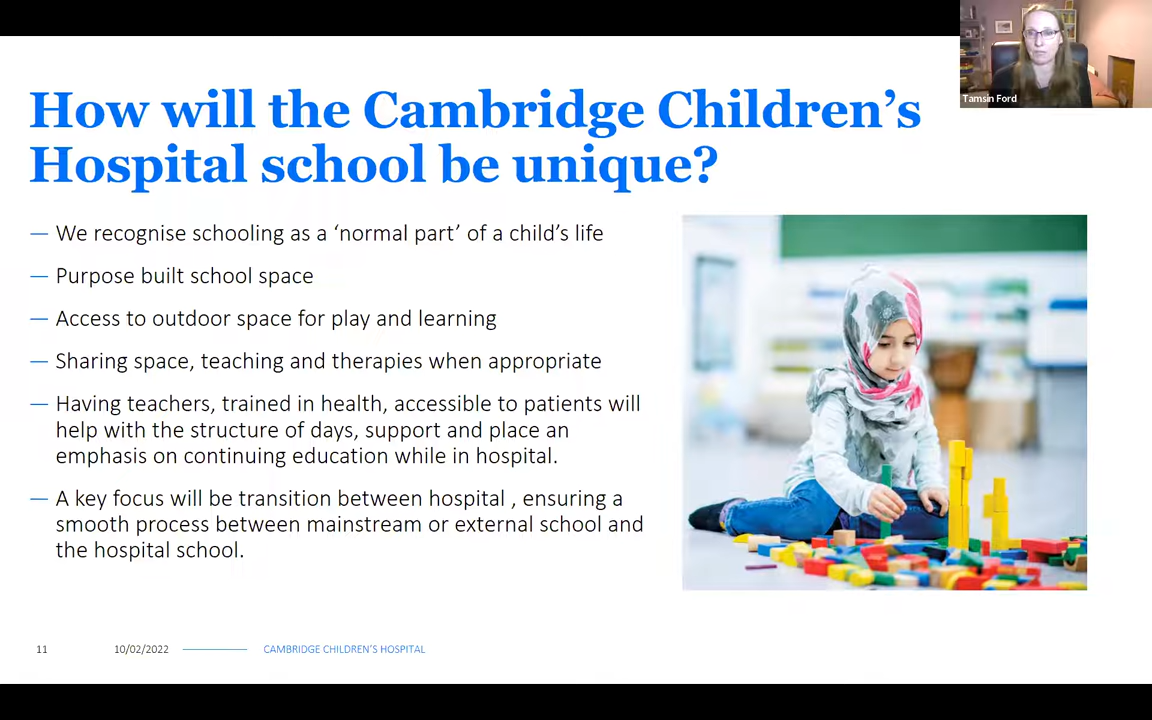 Tamsin Ford
How will the Cambridge Children’s
Hospital school be unique?
— We recognise schooling as a ‘normal part’ of a child’s life
— Purpose built school space
— Access to outdoor space for play and learning
— Sharing space, teaching and therapies when appropriate
— Having teachers, trained in health, accessible to patients will
help with the structure of days, support and place an
emphasis on continuing education while in hospital.
— A key focus will be transition between hospital , ensuring a
smooth process between mainstream or external school and
the hospital school.
11 10/02/2022 CAMBRIDGE CHILDREN’S HOSPITAL